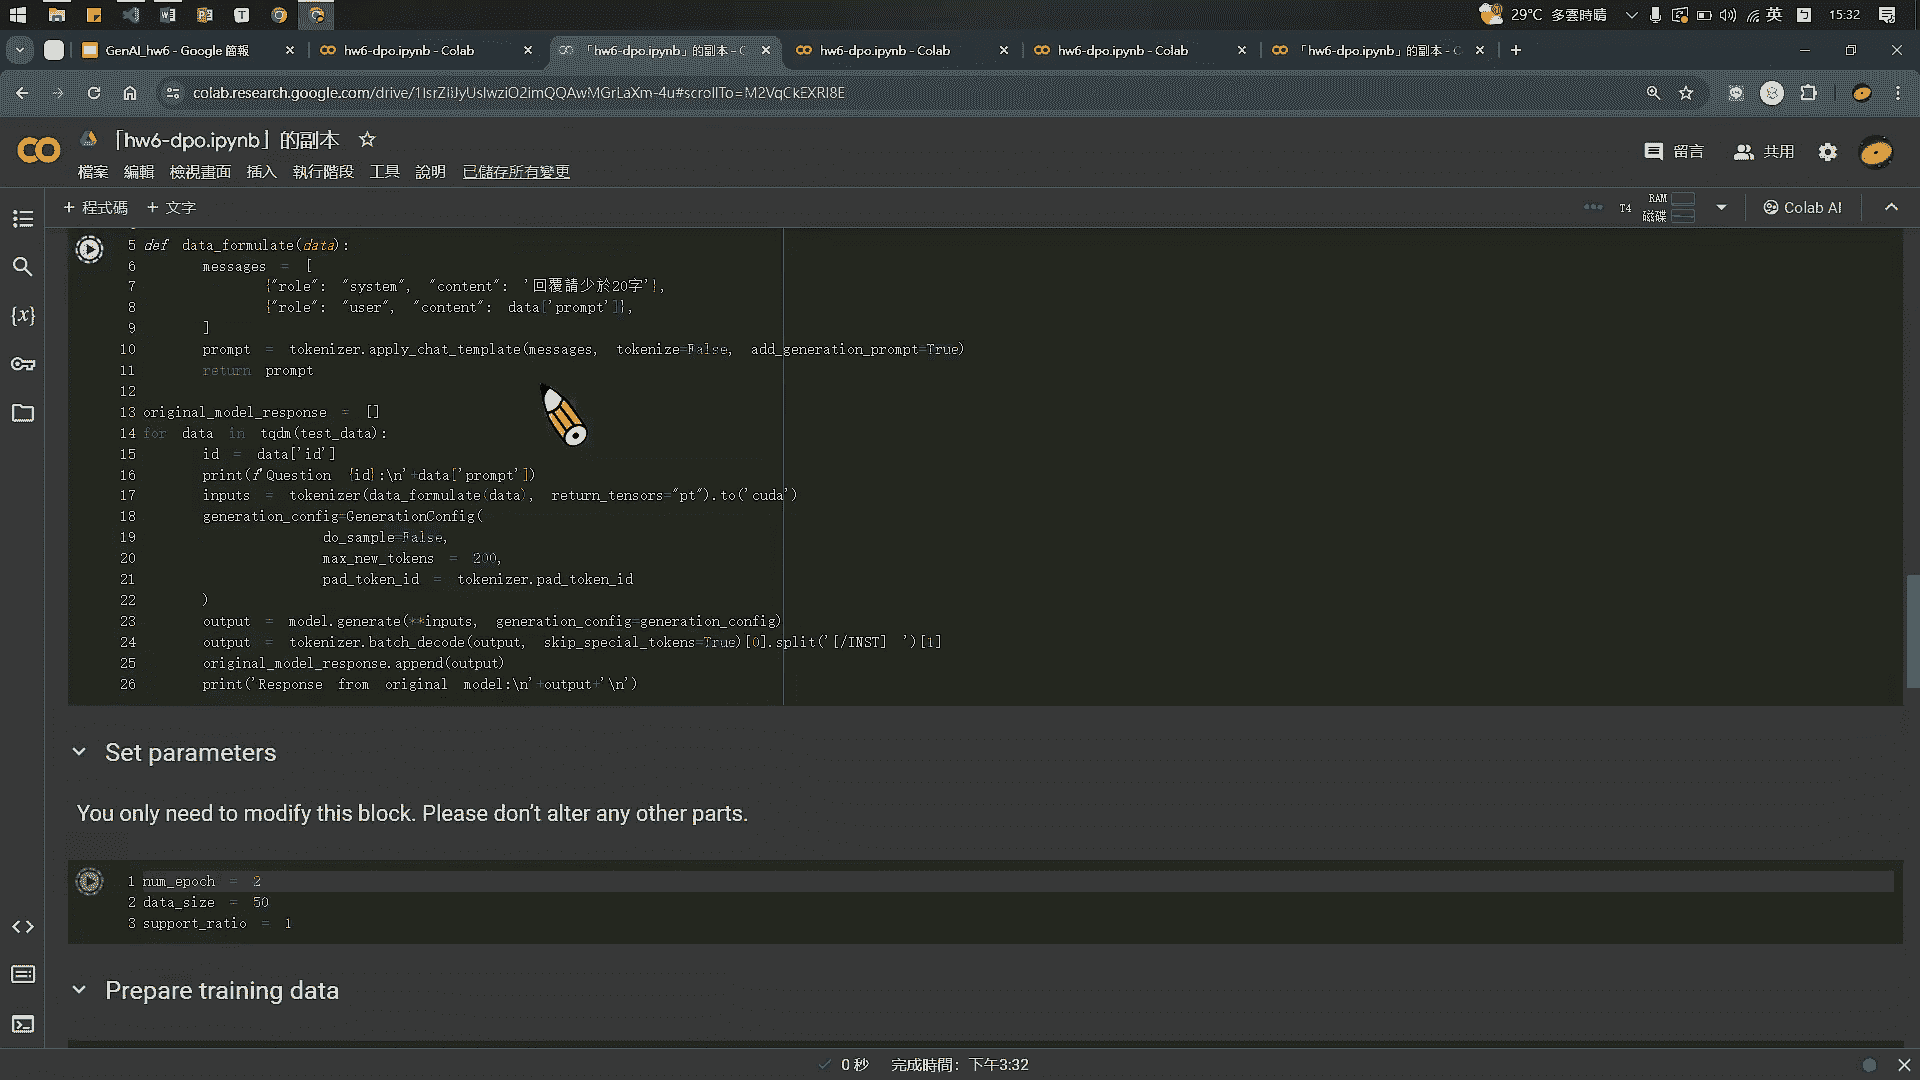 29°C 多雲時晴 英 15:32
GenAI_hw6 - Google 簡報 hw6-dpo.ipynb - Colab 「hw6-dpo.ipynb」的副本 - C hw6-dpo.ipynb - Colab hw6-dpo.ipynb - Colab 「hw6-dpo.ipynb」的副本 - C
「hw6-dpo.ipynb」的副本
留言 共用
檔案 編輯 檢視畫面 插入 執行階段 工具 說明 已儲存所有變更
+ 程式碼 + 文字 T4 RAM 磁碟 Colab AI
5 def data_formulate(data):
6 messages = [
7 {"role": "system", "content": '回覆請少於20字'},
8 {"role": "user", "content": data['prompt']},
9 ]
10 prompt = tokenizer.apply_chat_template(messages, tokenize=False, add_generation_prompt=True)
11 return prompt
12
13 original_model_response = []
14 for data in tqdm(test_data):
15 id = data['id']
16 print(f'Question {id}:\n'+data['prompt'])
17 inputs = tokenizer(data_formulate(data), return_tensors="pt").to('cuda')
18 generation_config=GenerationConfig(
19 do_sample=False,
20 max_new_tokens = 200,
21 pad_token_id = tokenizer.pad_token_id
22 )
23 output = model.generate(**inputs, generation_config=generation_config)
24 output = tokenizer.batch_decode(output, skip_special_tokens=True)[0].split('[/INST] ')[1]
25 original_model_response.append(output)
26 print('Response from original model:\n'+output+'\n')
Set parameters
You only need to modify this block. Please don't alter any other parts.
1 num_epoch = 2
2 data_size = 50
3 support_ratio = 1
Prepare training data
0 秒 完成時間: 下午3:32